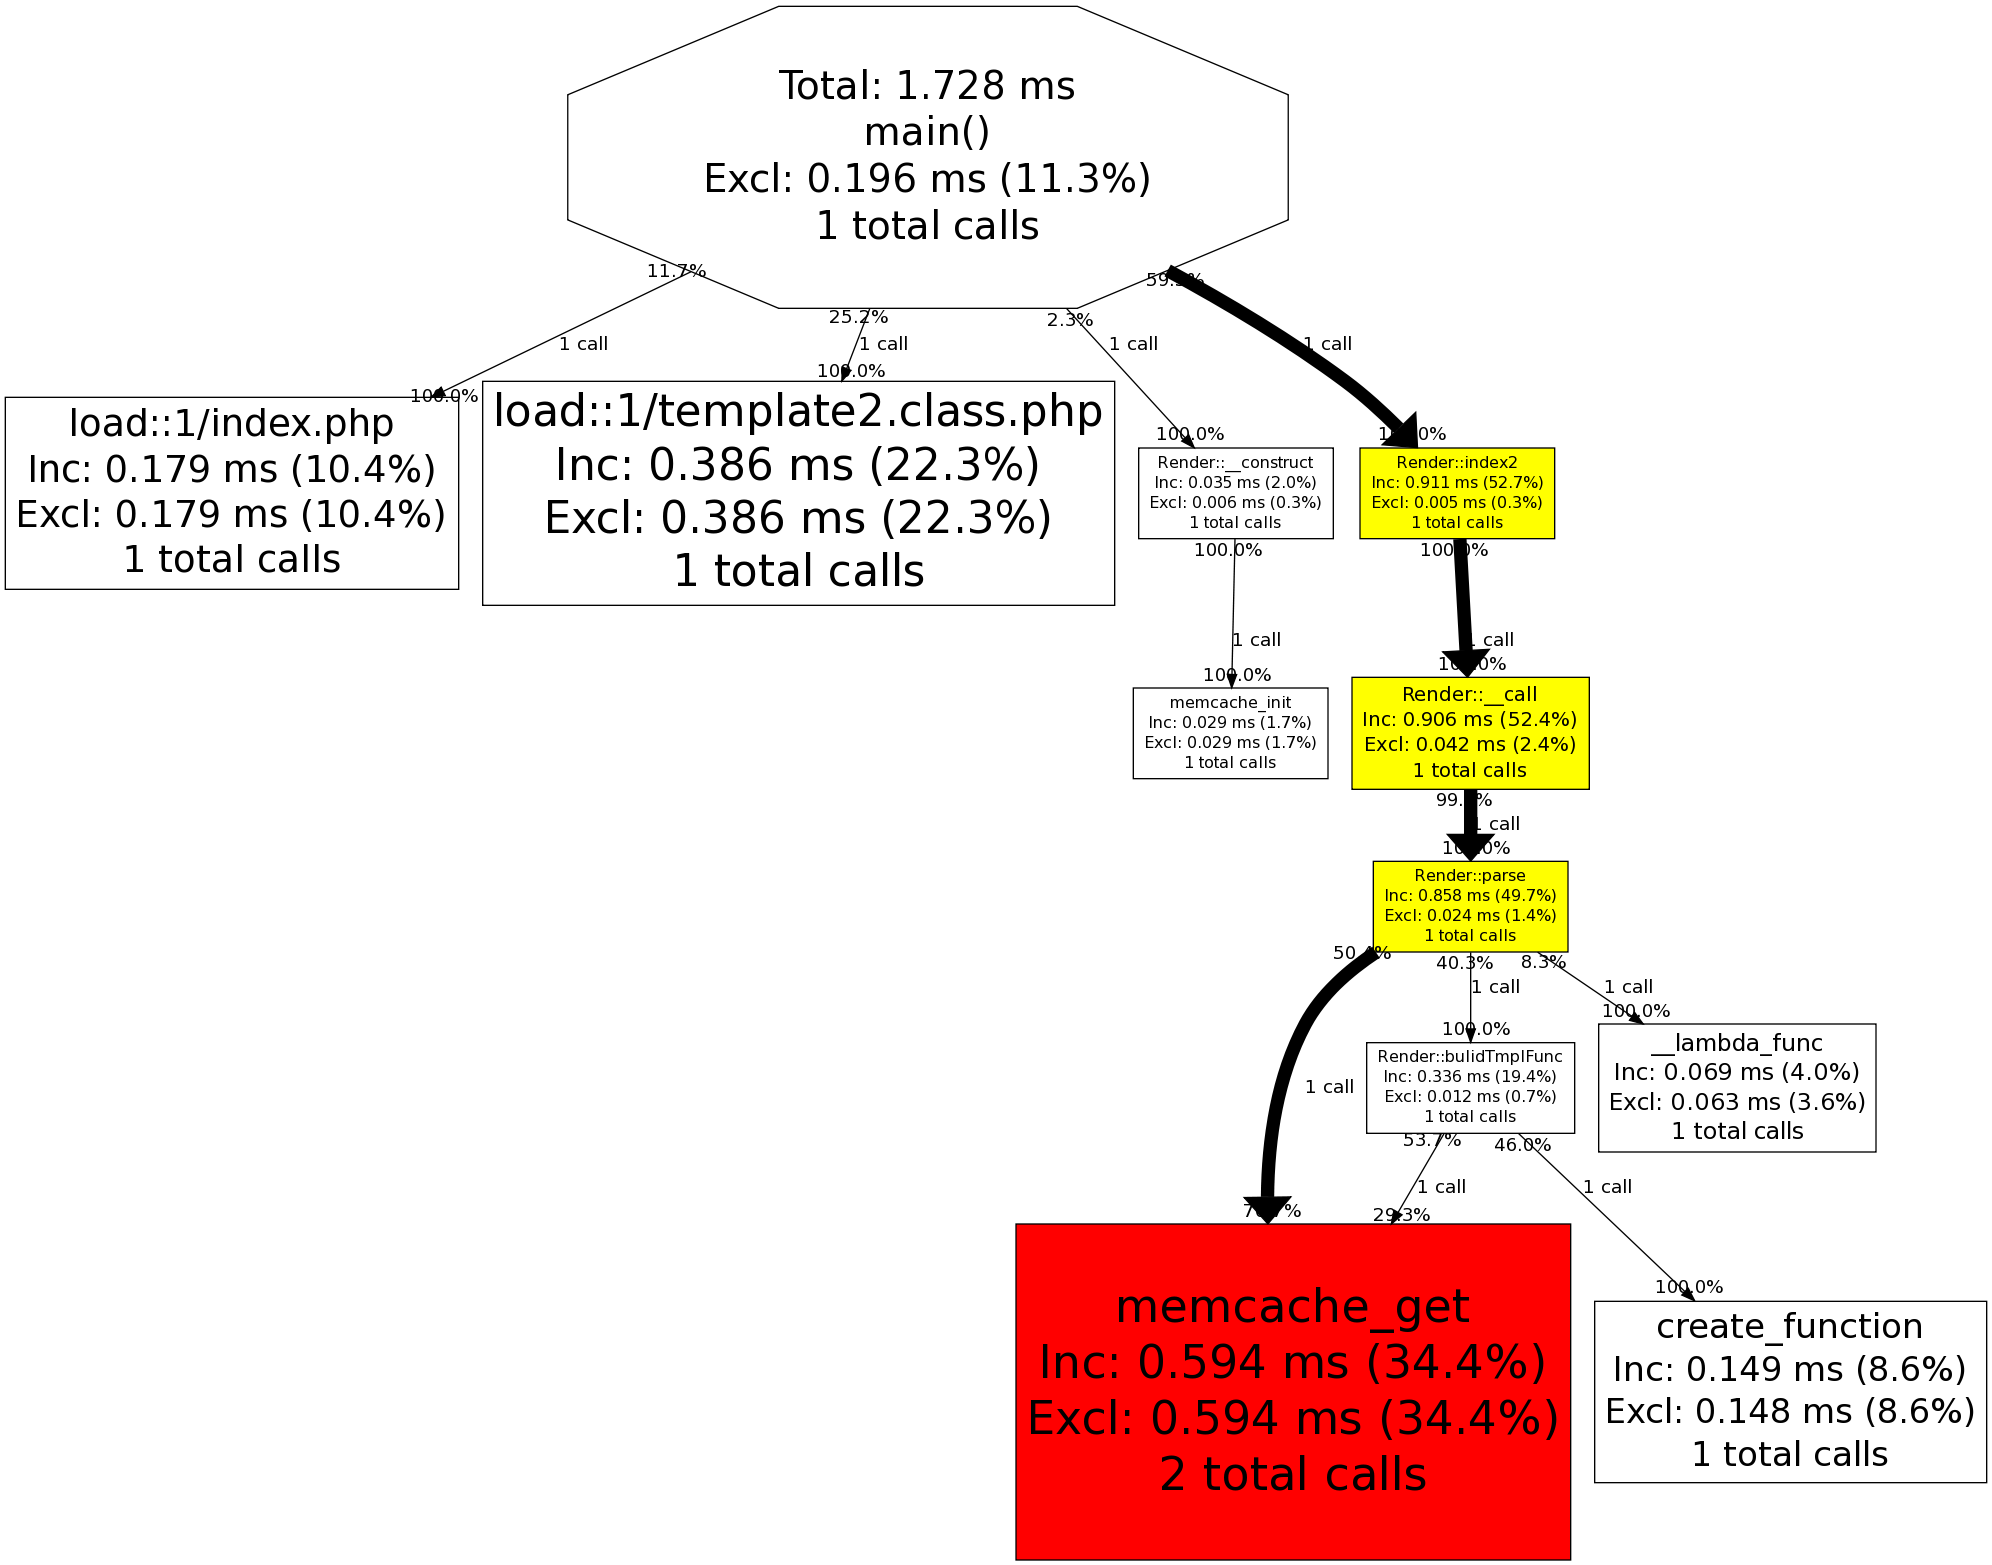 Total: 1.728 ms
main()
Excl: 0.196 ms (11.3%)
1 total calls
11.7%
25.2%
2.3%
1 call
1 call
1 call
1 call
100.0%
100.0%
100.0%
100.0%
load::1/index.php
Inc: 0.179 ms (10.4%)
Excl: 0.179 ms (10.4%)
1 total calls
load::1/template2.class.php
Inc: 0.386 ms (22.3%)
Excl: 0.386 ms (22.3%)
1 total calls
Render::__construct
Inc: 0.035 ms (2.0%)
Excl: 0.006 ms (0.3%)
1 total calls
Render::index2
Inc: 0.911 ms (52.7%)
Excl: 0.005 ms (0.3%)
1 total calls
100.0%
100.0%
1 call
1 call
100.0%
100.0%
memcache_init
Inc: 0.029 ms (1.7%)
Excl: 0.029 ms (1.7%)
1 total calls
Render::__call
Inc: 0.906 ms (52.4%)
Excl: 0.042 ms (2.4%)
1 total calls
1 call
100.0%
Render::parse
Inc: 0.858 ms (49.7%)
Excl: 0.024 ms (1.4%)
1 total calls
50.4%
40.3%
8.3%
1 call
1 call
1 call
100.0%
100.0%
Render::bulidTmplFunc
Inc: 0.336 ms (19.4%)
Excl: 0.012 ms (0.7%)
1 total calls
__lambda_func
Inc: 0.069 ms (4.0%)
Excl: 0.063 ms (3.6%)
1 total calls
53.7%
46.0%
1 call
1 call
70.7%
29.3%
100.0%
memcache_get
Inc: 0.594 ms (34.4%)
Excl: 0.594 ms (34.4%)
2 total calls
create_function
Inc: 0.149 ms (8.6%)
Excl: 0.148 ms (8.6%)
1 total calls